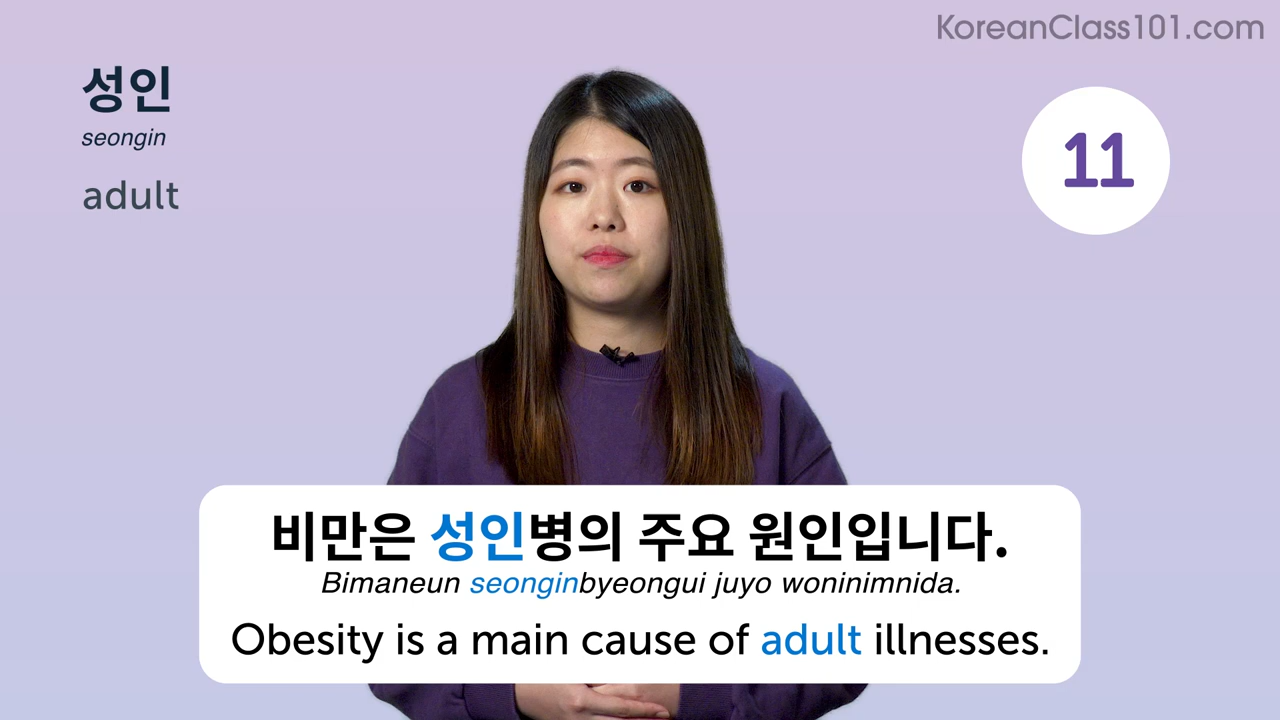 KoreanClass101.com
성인
seongin
adult
11
비만은 성인병의 주요 원인입니다.
Bimaneun seonginbyeongui juyo woninimnida.
Obesity is a main cause of adult illnesses.